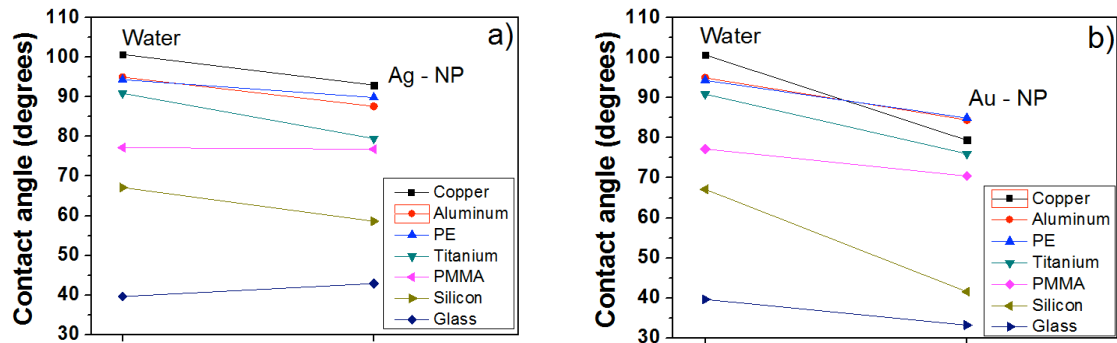 110
100
90
80
70
60
50
40
30
Contact angle (degrees)
Water
a)
Ag - NP
Copper
Aluminum
PE
Titanium
PMMA
Silicon
Glass
110
100
90
80
70
60
50
40
30
Contact angle (degrees)
Water
b)
Au - NP
Copper
Aluminum
PE
Titanium
PMMA
Silicon
Glass